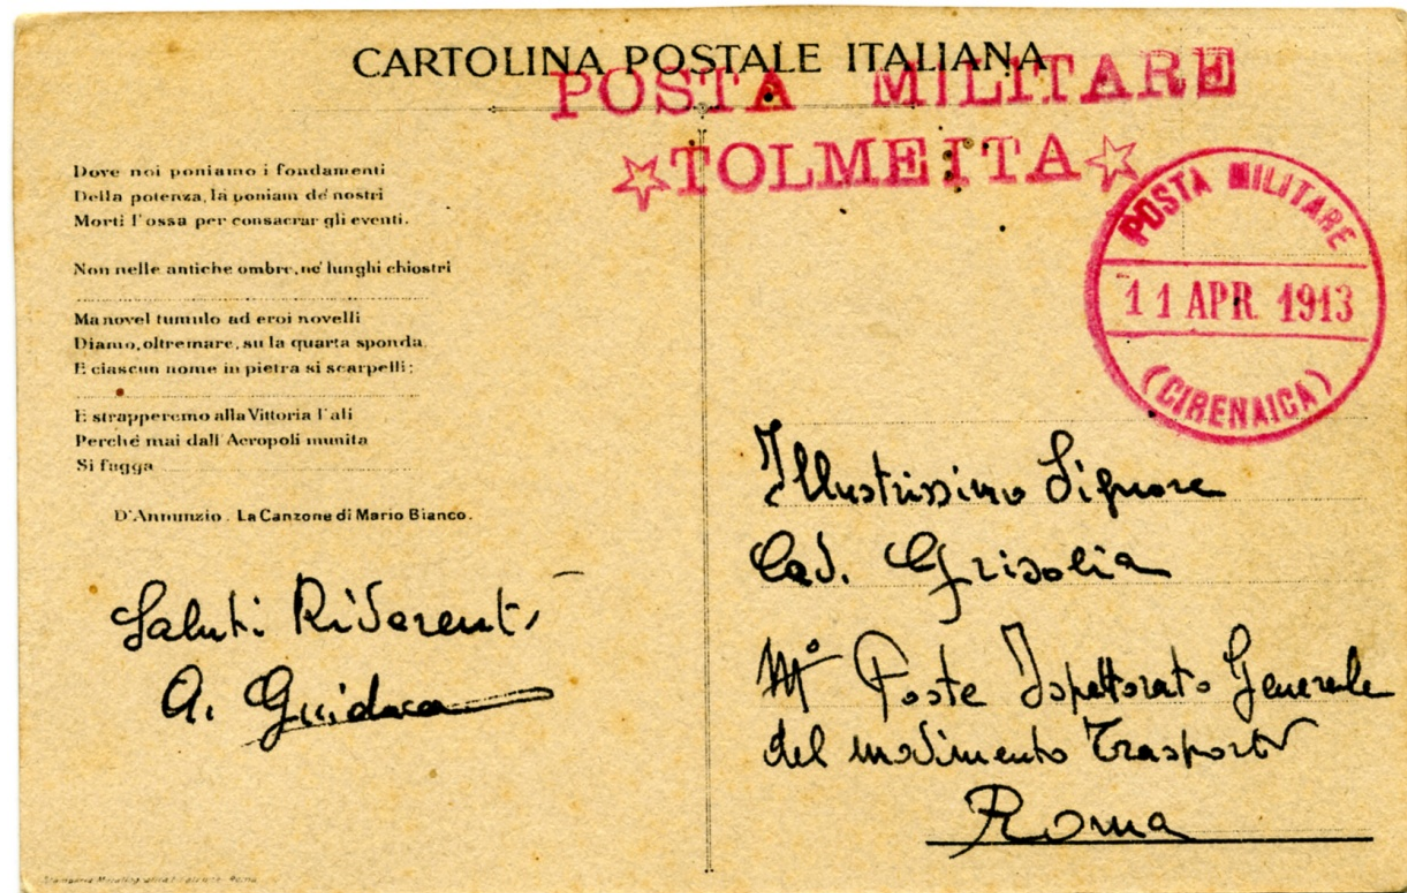 CARTOLINA POSTALE ITALIANA
POSTA MILITARE
☆TOLMEITA☆
POSTA MILITARE
11 APR. 1913
(CIRENAICA)
Dove noi poniamo i fondamenti
Della potenza, là poniam de' nostri
Morti l'ossa per consacrar gli eventi.
Non nelle antiche ombre, nè lunghi chiostri
Ma novel tumulo ad eroi novelli
Diamo, oltremare, su la quarta sponda.
E ciascun nome in pietra si scarpelli;
E strapperemo alla Vittoria l'ali
Perché mai dall'Acropoli munita
Si fugga
D'Annunzio. La Canzone di Mario Bianco.
Saluti Riverenti
A. Guidara
Illustrissimo Signore
Cav. Grisolia
Mº Poste Ispettorato Generale
del movimento Trasporti
Roma